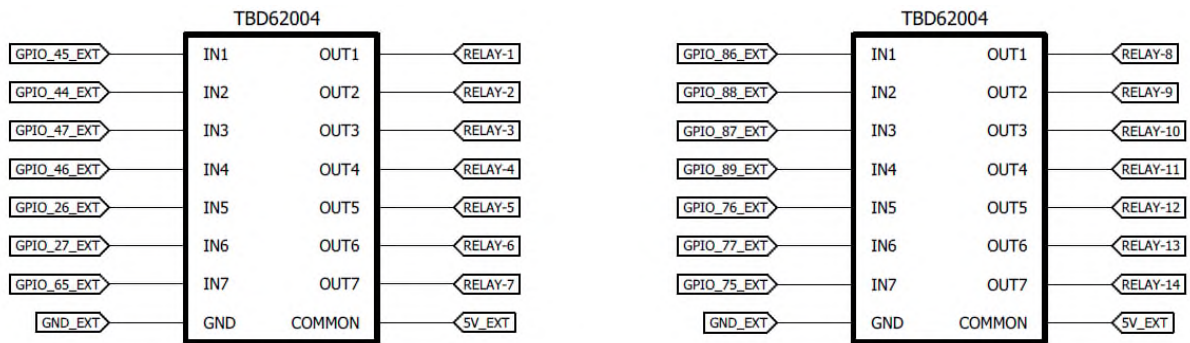 TBD62004
GPIO_45_EXT IN1 OUT1 RELAY-1
GPIO_44_EXT IN2 OUT2 RELAY-2
GPIO_47_EXT IN3 OUT3 RELAY-3
GPIO_46_EXT IN4 OUT4 RELAY-4
GPIO_26_EXT IN5 OUT5 RELAY-5
GPIO_27_EXT IN6 OUT6 RELAY-6
GPIO_65_EXT IN7 OUT7 RELAY-7
GND_EXT GND COMMON 5V_EXT
TBD62004
GPIO_86_EXT IN1 OUT1 RELAY-8
GPIO_88_EXT IN2 OUT2 RELAY-9
GPIO_87_EXT IN3 OUT3 RELAY-10
GPIO_89_EXT IN4 OUT4 RELAY-11
GPIO_76_EXT IN5 OUT5 RELAY-12
GPIO_77_EXT IN6 OUT6 RELAY-13
GPIO_75_EXT IN7 OUT7 RELAY-14
GND_EXT GND COMMON 5V_EXT